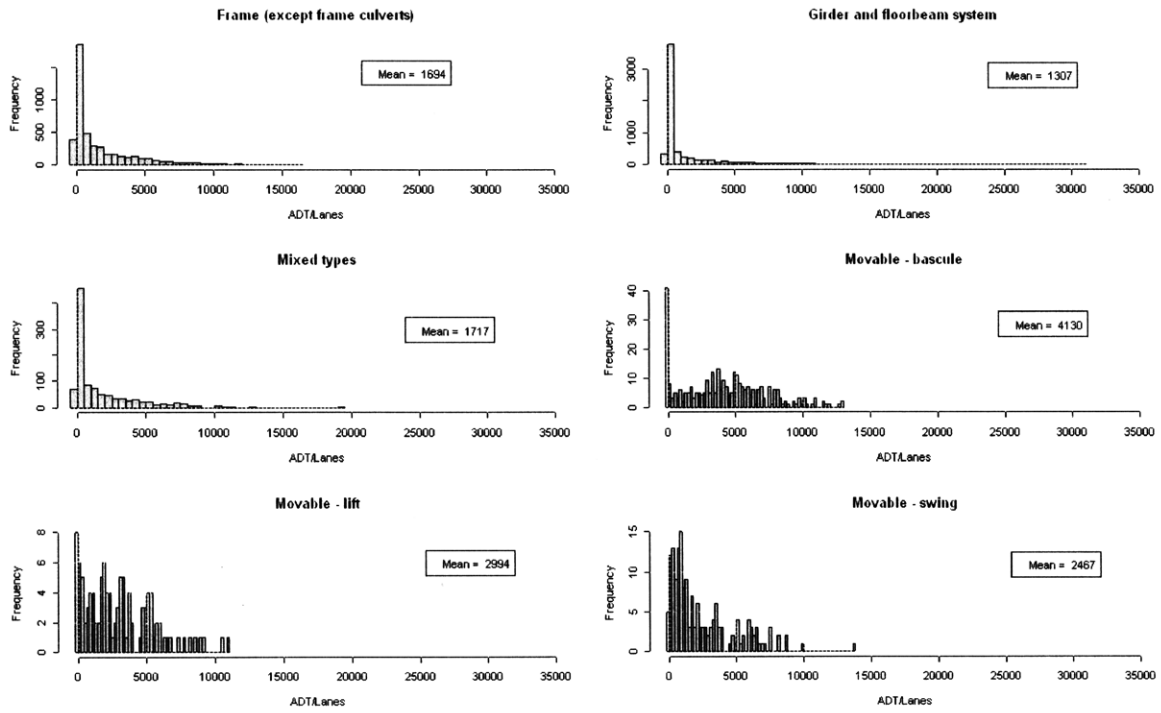 Frame (except frame culverts)
Mean = 1694
Frequency
0 500 1000
0 5000 10000 15000 20000 25000 30000 35000
ADT/Lanes
Girder and floorbeam system
Mean = 1307
Frequency
0 1000 3000
0 5000 10000 15000 20000 25000 30000 35000
ADT/Lanes
Mixed types
Mean = 1717
Frequency
0 100 300
0 5000 10000 15000 20000 25000 30000 35000
ADT/Lanes
Movable - bascule
Mean = 4130
Frequency
0 10 20 30 40
0 5000 10000 15000 20000 25000 30000 35000
ADT/Lanes
Movable - lift
Mean = 2994
Frequency
0 2 4 6 8
0 5000 10000 15000 20000 25000 30000 35000
ADT/Lanes
Movable - swing
Mean = 2467
Frequency
0 5 10 15
0 5000 10000 15000 20000 25000 30000 35000
ADT/Lanes